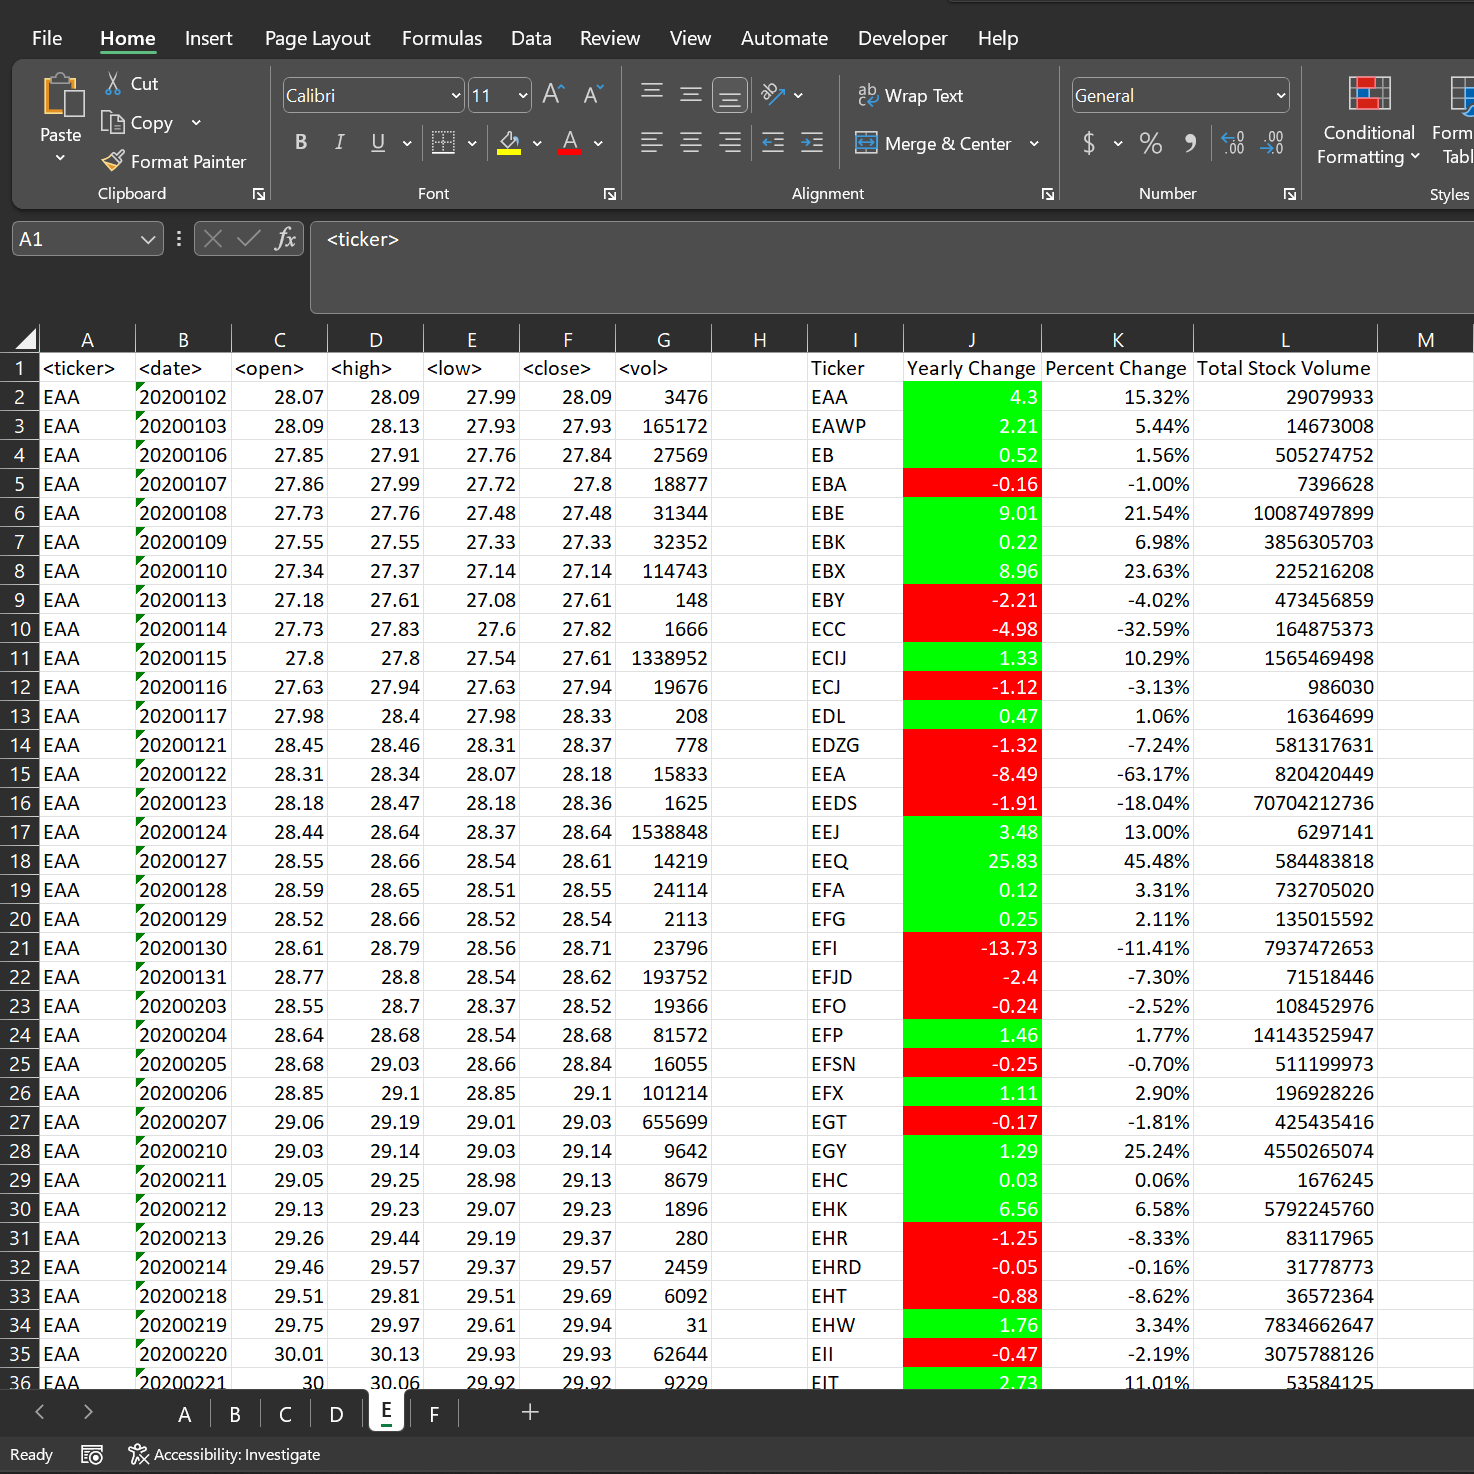 File Home Insert Page Layout Formulas Data Review View Automate Developer Help
Paste Cut Copy Format Painter Clipboard
Calibri 11 A A B I U A Font
ab Wrap Text Merge & Center Alignment
General $ % , .00 .0 .00 .0 Number
Conditional Formatting Form Tabl Styles
A1 fx <ticker>
A B C D E F G H I J K L M
1 <ticker> <date> <open> <high> <low> <close> <vol> Ticker Yearly Change Percent Change Total Stock Volume
2 EAA 20200102 28.07 28.09 27.99 28.09 3476 EAA 4.3 15.32% 29079933
3 EAA 20200103 28.09 28.13 27.93 27.93 165172 EAWP 2.21 5.44% 14673008
4 EAA 20200106 27.85 27.91 27.76 27.84 27569 EB 0.52 1.56% 505274752
5 EAA 20200107 27.86 27.99 27.72 27.8 18877 EBA -0.16 -1.00% 7396628
6 EAA 20200108 27.73 27.76 27.48 27.48 31344 EBE 9.01 21.54% 10087497899
7 EAA 20200109 27.55 27.55 27.33 27.33 32352 EBK 0.22 6.98% 3856305703
8 EAA 20200110 27.34 27.37 27.14 27.14 114743 EBX 8.96 23.63% 225216208
9 EAA 20200113 27.18 27.61 27.08 27.61 148 EBY -2.21 -4.02% 473456859
10 EAA 20200114 27.73 27.83 27.6 27.82 1666 ECC -4.98 -32.59% 164875373
11 EAA 20200115 27.8 27.8 27.54 27.61 1338952 ECIJ 1.33 10.29% 1565469498
12 EAA 20200116 27.63 27.94 27.63 27.94 19676 ECJ -1.12 -3.13% 986030
13 EAA 20200117 27.98 28.4 27.98 28.33 208 EDL 0.47 1.06% 16364699
14 EAA 20200121 28.45 28.46 28.31 28.37 778 EDZG -1.32 -7.24% 581317631
15 EAA 20200122 28.31 28.34 28.07 28.18 15833 EEA -8.49 -63.17% 820420449
16 EAA 20200123 28.18 28.47 28.18 28.36 1625 EEDS -1.91 -18.04% 70704212736
17 EAA 20200124 28.44 28.64 28.37 28.64 1538848 EEJ 3.48 13.00% 6297141
18 EAA 20200127 28.55 28.66 28.54 28.61 14219 EEQ 25.83 45.48% 584483818
19 EAA 20200128 28.59 28.65 28.51 28.55 24114 EFA 0.12 3.31% 732705020
20 EAA 20200129 28.52 28.66 28.52 28.54 2113 EFG 0.25 2.11% 135015592
21 EAA 20200130 28.61 28.79 28.56 28.71 23796 EFI -13.73 -11.41% 7937472653
22 EAA 20200131 28.77 28.8 28.54 28.62 193752 EFJD -2.4 -7.30% 71518446
23 EAA 20200203 28.55 28.7 28.37 28.52 19366 EFO -0.24 -2.52% 108452976
24 EAA 20200204 28.64 28.68 28.54 28.68 81572 EFP 1.46 1.77% 14143525947
25 EAA 20200205 28.68 29.03 28.66 28.84 16055 EFSN -0.25 -0.70% 511199973
26 EAA 20200206 28.85 29.1 28.85 29.1 101214 EFX 1.11 2.90% 196928226
27 EAA 20200207 29.06 29.19 29.01 29.03 655699 EGT -0.17 -1.81% 425435416
28 EAA 20200210 29.03 29.14 29.03 29.14 9642 EGY 1.29 25.24% 4550265074
29 EAA 20200211 29.05 29.25 28.98 29.13 8679 EHC 0.03 0.06% 1676245
30 EAA 20200212 29.13 29.23 29.07 29.23 1896 EHK 6.56 6.58% 5792245760
31 EAA 20200213 29.26 29.44 29.19 29.37 280 EHR -1.25 -8.33% 83117965
32 EAA 20200214 29.46 29.57 29.37 29.57 2459 EHRD -0.05 -0.16% 31778773
33 EAA 20200218 29.51 29.81 29.51 29.69 6092 EHT -0.88 -8.62% 36572364
34 EAA 20200219 29.75 29.97 29.61 29.94 31 EHW 1.76 3.34% 7834662647
35 EAA 20200220 30.01 30.13 29.93 29.93 62644 EII -0.47 -2.19% 3075788126
36 EAA 20200221 30 30.06 29.92 29.92 9229 EIT 2.73 11.01% 53584125
A B C D E F
Ready Accessibility: Investigate